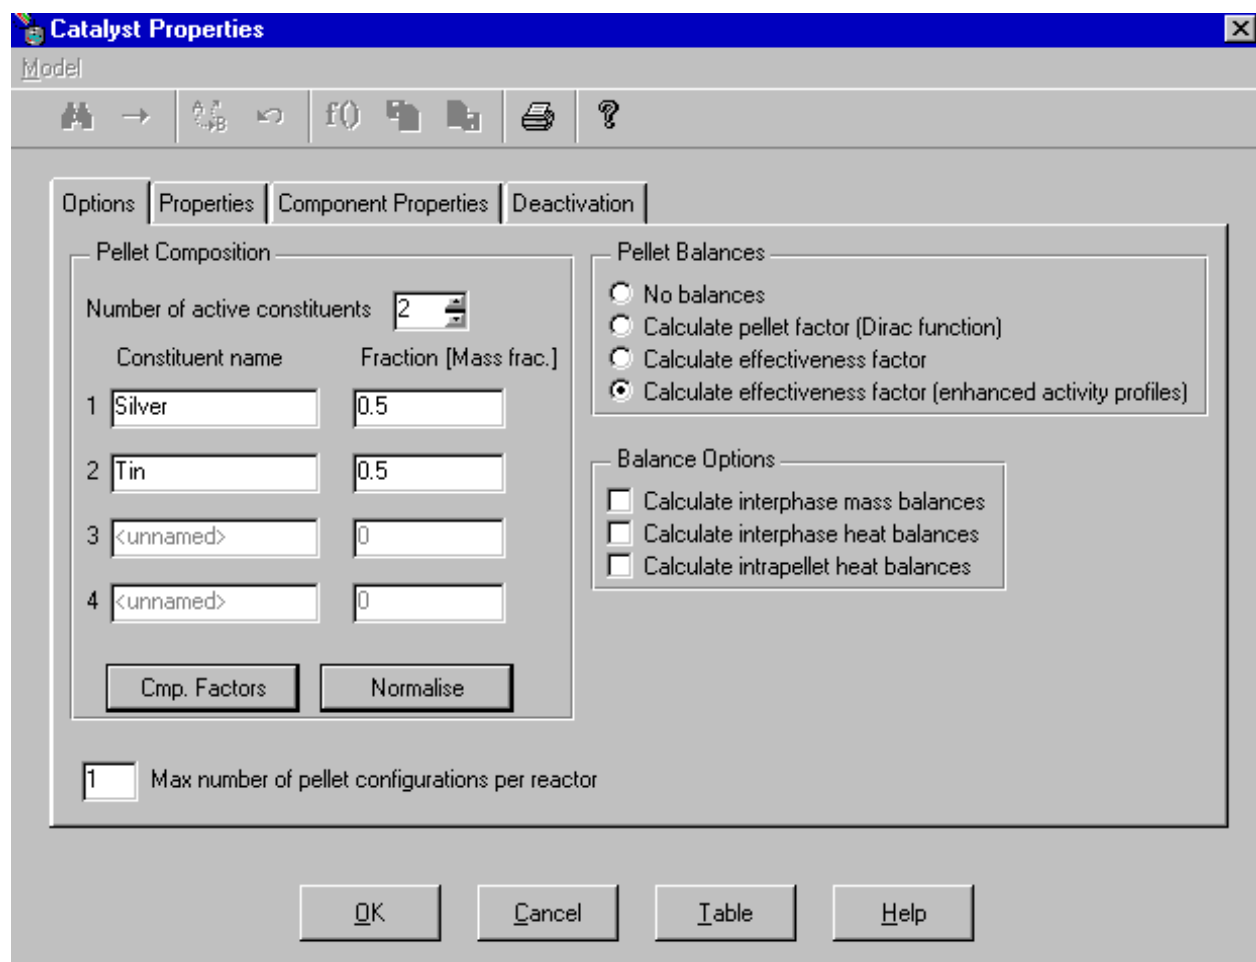 Catalyst Properties
Model
A B f() ?
Options Properties Component Properties Deactivation
Pellet Composition
Number of active constituents 2
Constituent name Fraction [Mass frac.]
1 Silver 0.5
2 Tin 0.5
3 <unnamed> 0
4 <unnamed> 0
Cmp. Factors Normalise
1 Max number of pellet configurations per reactor
Pellet Balances
No balances
Calculate pellet factor (Dirac function)
Calculate effectiveness factor
Calculate effectiveness factor (enhanced activity profiles)
Balance Options
Calculate interphase mass balances
Calculate interphase heat balances
Calculate intrapellet heat balances
OK Cancel Table Help